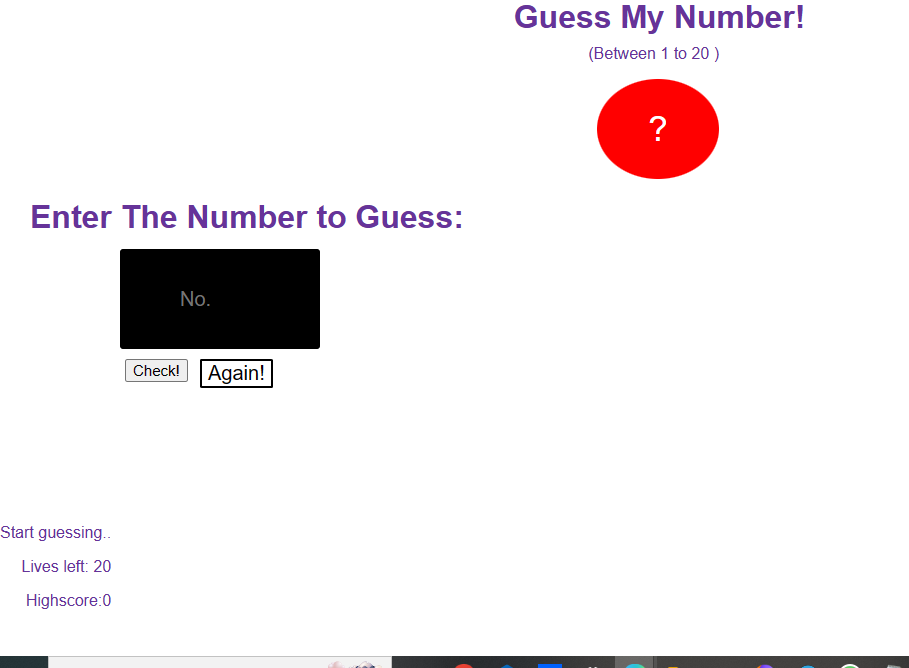 Guess My Number!
(Between 1 to 20 )
?
Enter The Number to Guess:
No.
Check! Again!
Start guessing..
Lives left: 20
Highscore:0